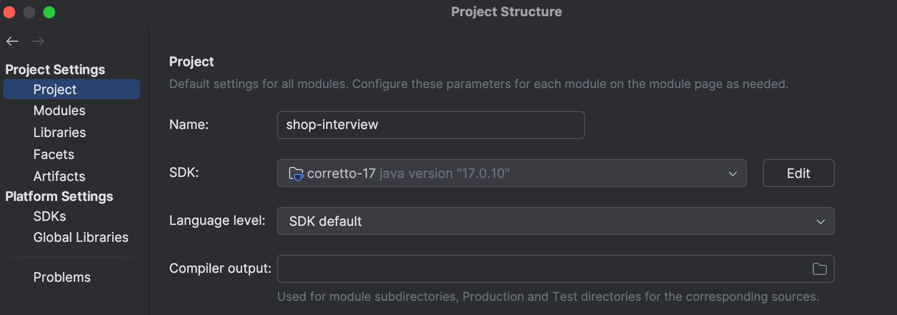 Project Structure
Project Settings
Project
Modules
Libraries
Facets
Artifacts
Platform Settings
SDKs
Global Libraries
Problems
Project
Default settings for all modules. Configure these parameters for each module on the module page as needed.
Name: shop-interview
SDK: corretto-17 java version "17.0.10" Edit
Language level: SDK default
Compiler output:
Used for module subdirectories, Production and Test directories for the corresponding sources.